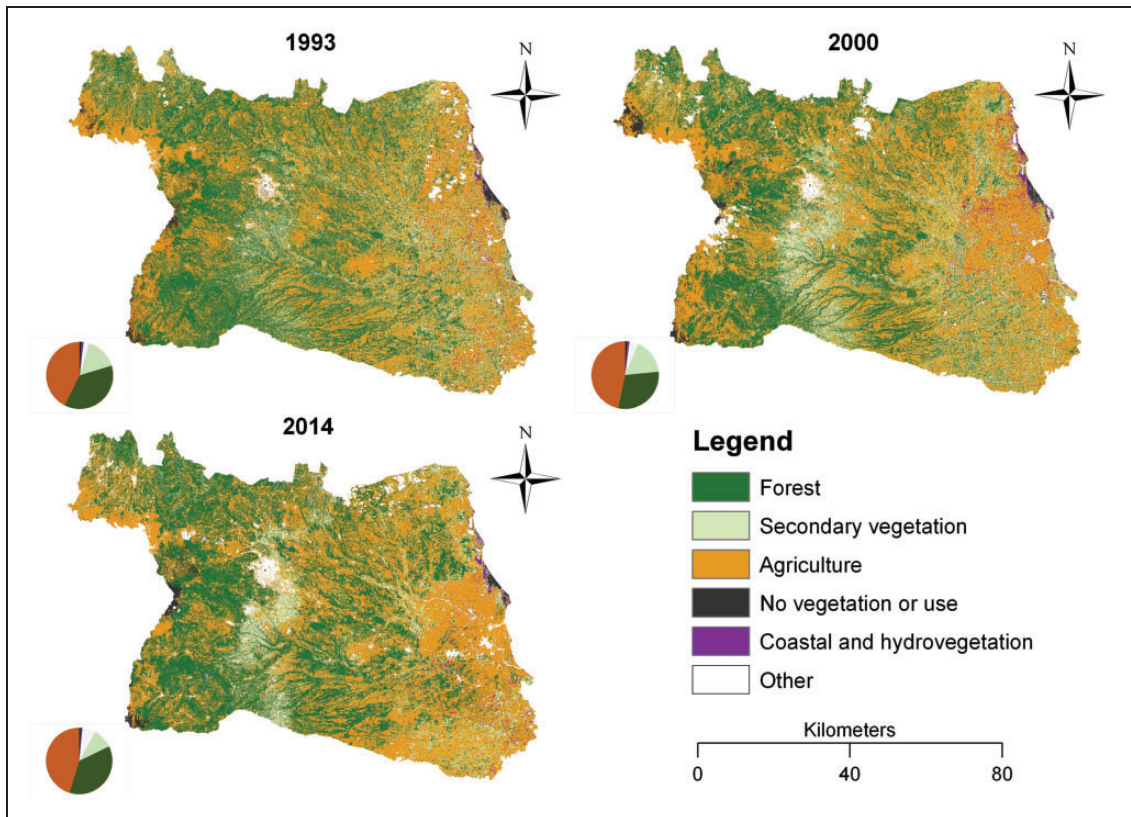 1993
N
2000
N
2014
N
Legend
Forest
Secondary vegetation
Agriculture
No vegetation or use
Coastal and hydrovegetation
Other
Kilometers
0 40 80